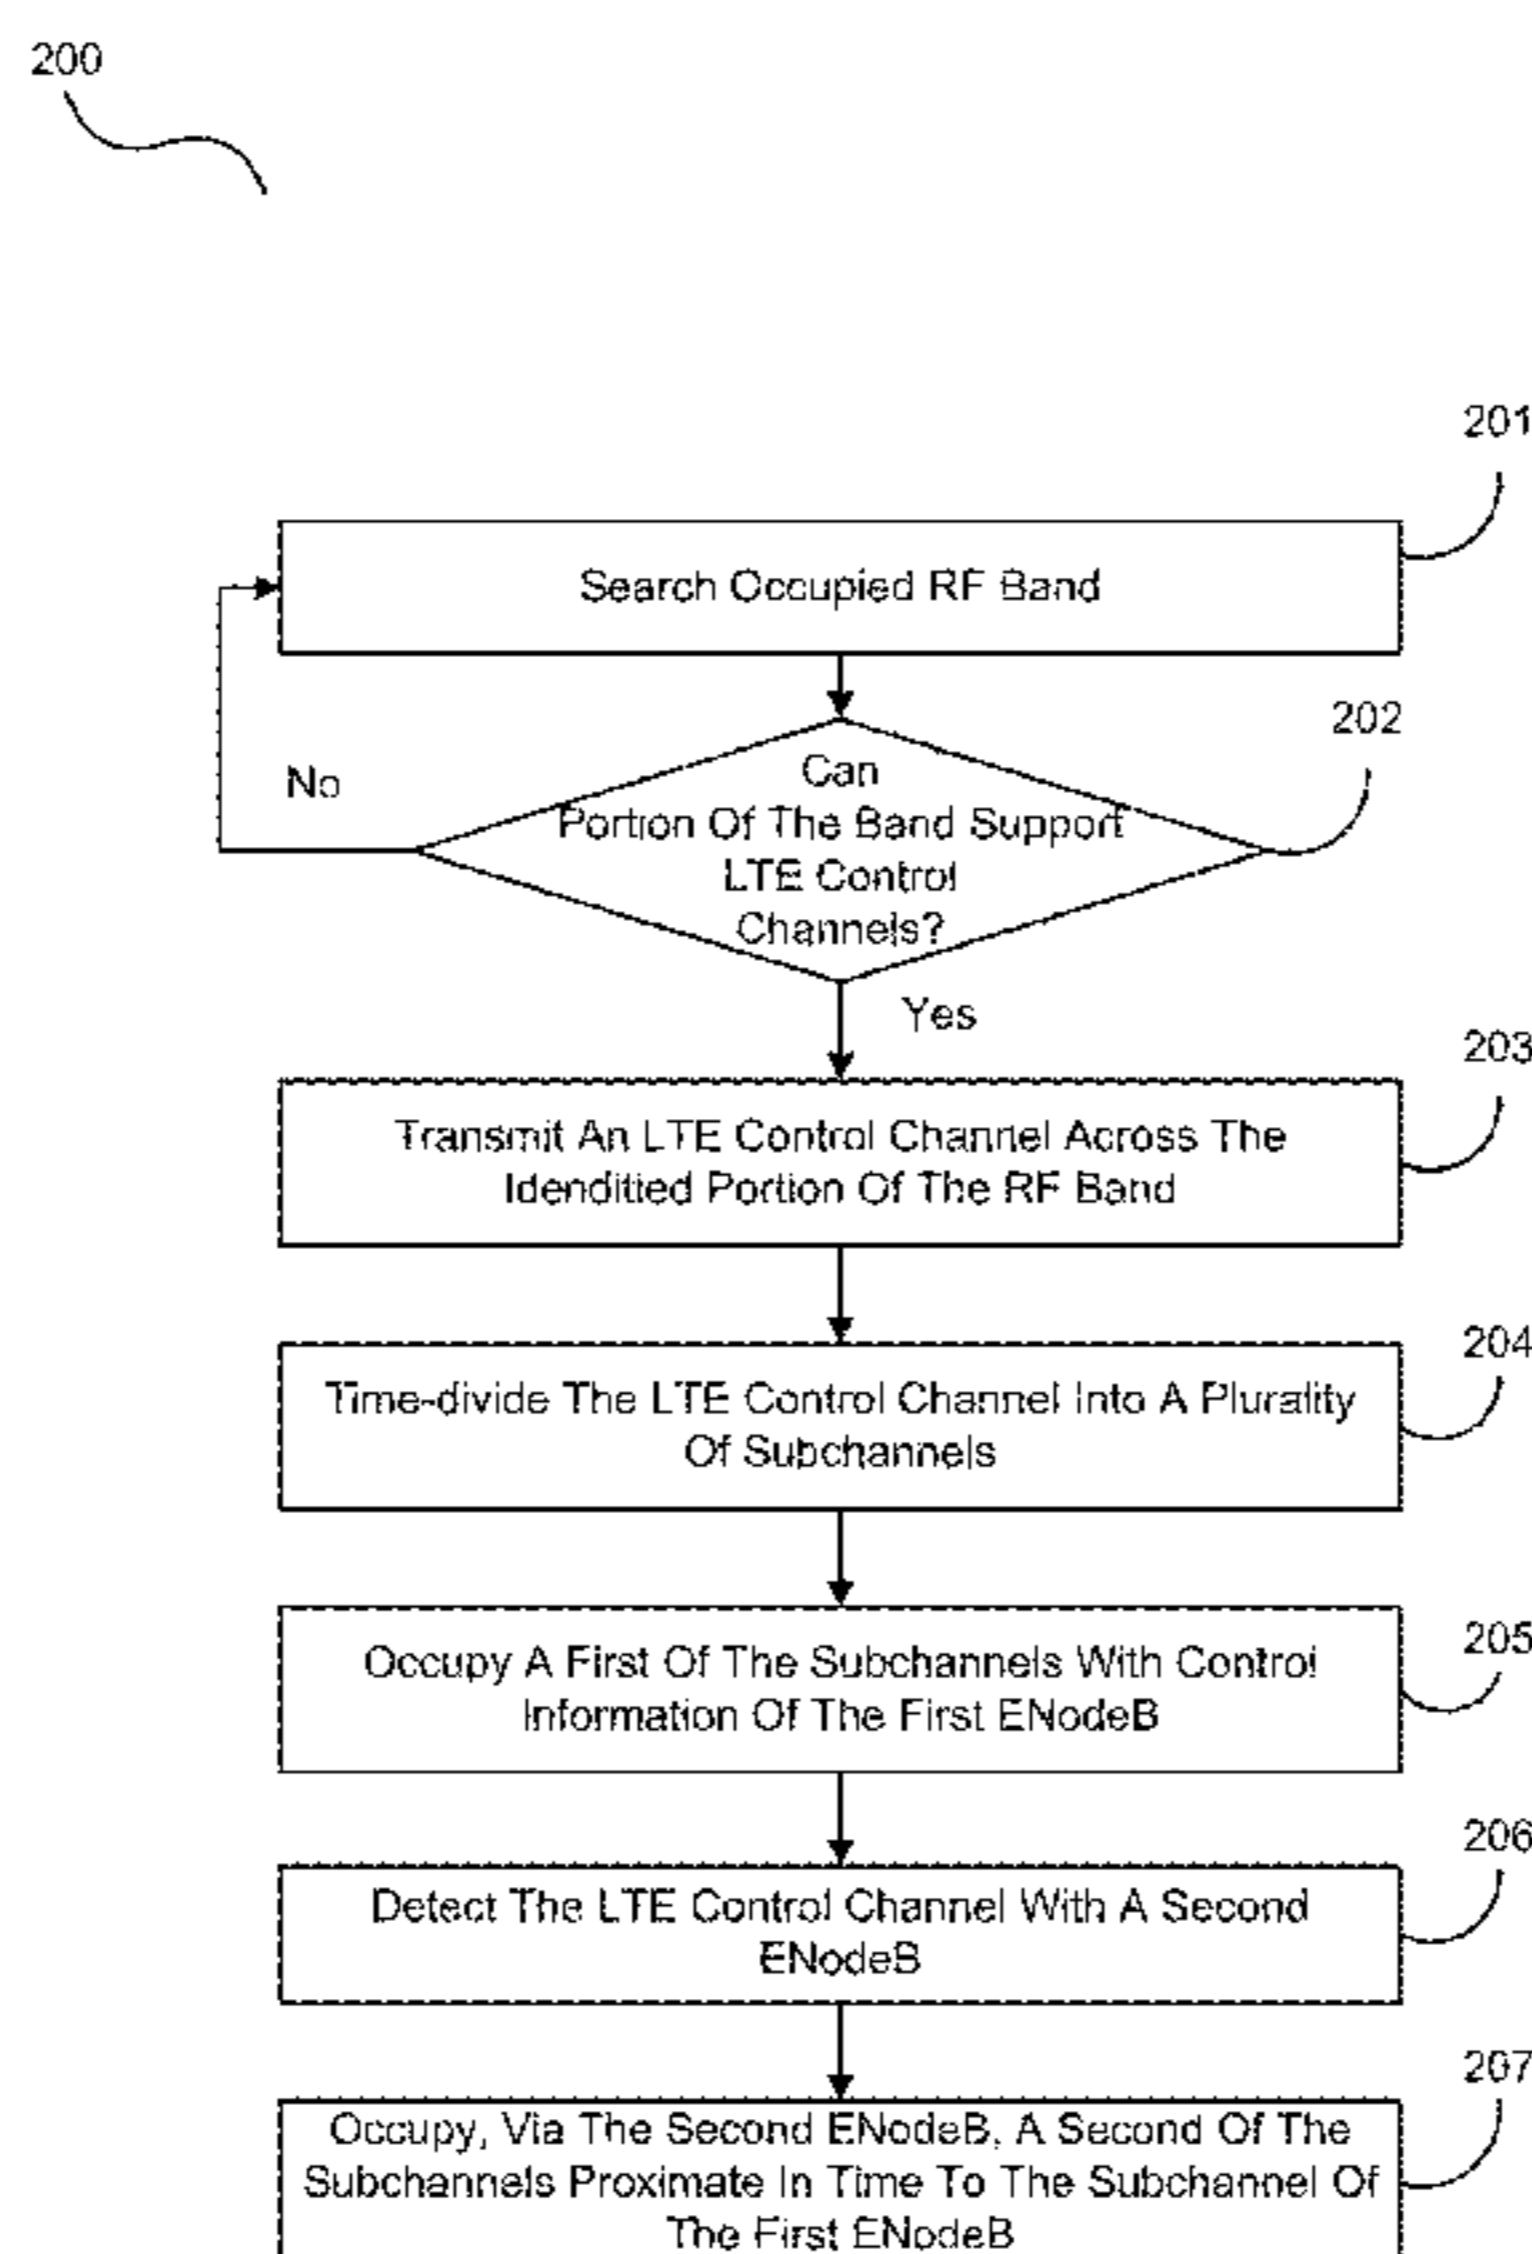 200
201
Search Occupied RF Band
202
No
Can
Portion Of The Band Support
LTE Control
Channels?
Yes
203
Transmit An LTE Control Channel Across The
Idenditied Portion Of The RF Band
204
Time-divide The LTE Control Channel Into A Plurality
Of Subchannels
205
Occupy A First Of The Subchannels With Control
Information Of The First ENodeB
206
Detect The LTE Control Channel With A Second
ENodeB
207
Occupy, Via The Second ENodeB, A Second Of The
Subchannels Proximate In Time To The Subchannel Of
The First ENodeB